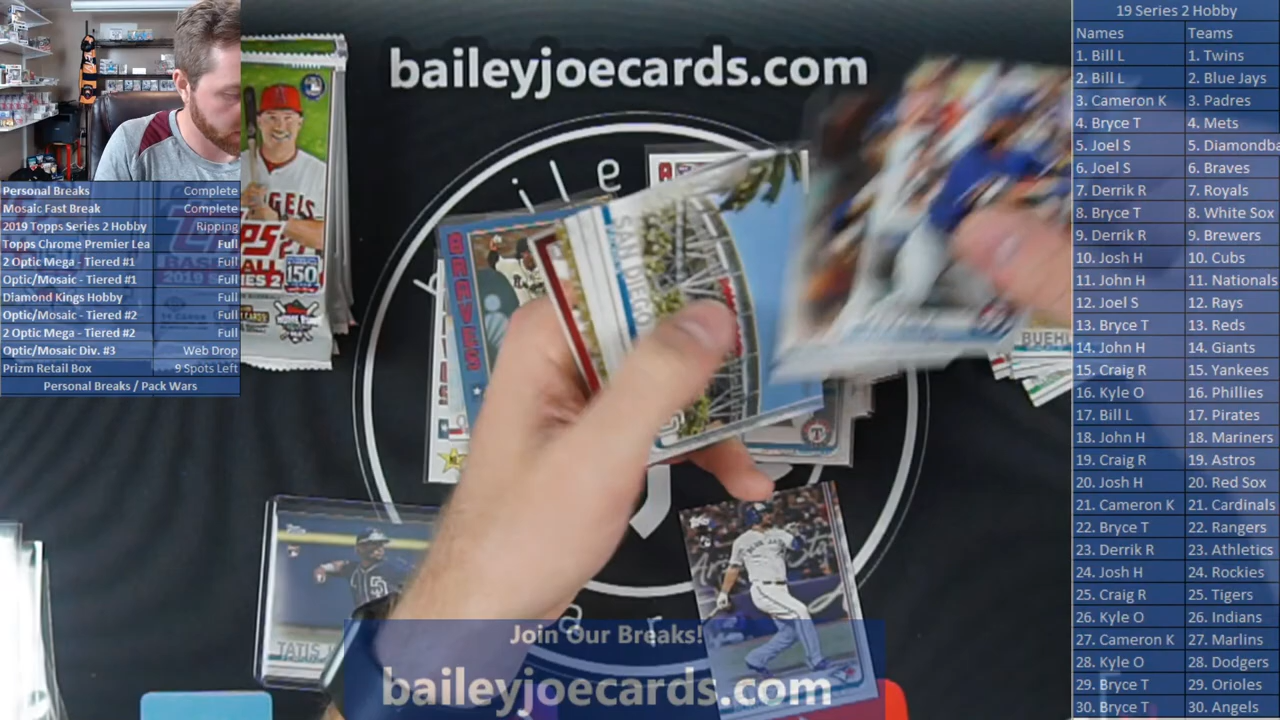 baileyjoecards.com
Personal Breaks Complete
Mosaic Fast Break Complete
2019 Topps Series 2 Hobby Ripping
Topps Chrome Premier Lea Full
2 Optic Mega - Tiered #1 Full
Optic/Mosaic - Tiered #1 Full
Diamond Kings Hobby Full
Optic/Mosaic - Tiered #2 Full
2 Optic Mega - Tiered #2 Full
Optic/Mosaic Div. #3 Web Drop
Prizm Retail Box 9 Spots Left
Personal Breaks / Pack Wars
19 Series 2 Hobby
Names Teams
1. Bill L 1. Twins
2. Bill L 2. Blue Jays
3. Cameron K 3. Padres
4. Bryce T 4. Mets
5. Joel S 5. Diamondba
6. Joel S 6. Braves
7. Derrik R 7. Royals
8. Bryce T 8. White Sox
9. Derrik R 9. Brewers
10. Josh H 10. Cubs
11. John H 11. Nationals
12. Joel S 12. Rays
13. Bryce T 13. Reds
14. John H 14. Giants
15. Craig R 15. Yankees
16. Kyle O 16. Phillies
17. Bill L 17. Pirates
18. John H 18. Mariners
19. Craig R 19. Astros
20. Josh H 20. Red Sox
21. Cameron K 21. Cardinals
22. Bryce T 22. Rangers
23. Derrik R 23. Athletics
24. Josh H 24. Rockies
25. Craig R 25. Tigers
26. Kyle O 26. Indians
27. Cameron K 27. Marlins
28. Kyle O 28. Dodgers
29. Bryce T 29. Orioles
30. Bryce T 30. Angels
ANGELS
150
BRAVES
SAN DIEGO
BUEHL
TATIS J
ile
a r
Join Our Breaks!
baileyjoecards.com